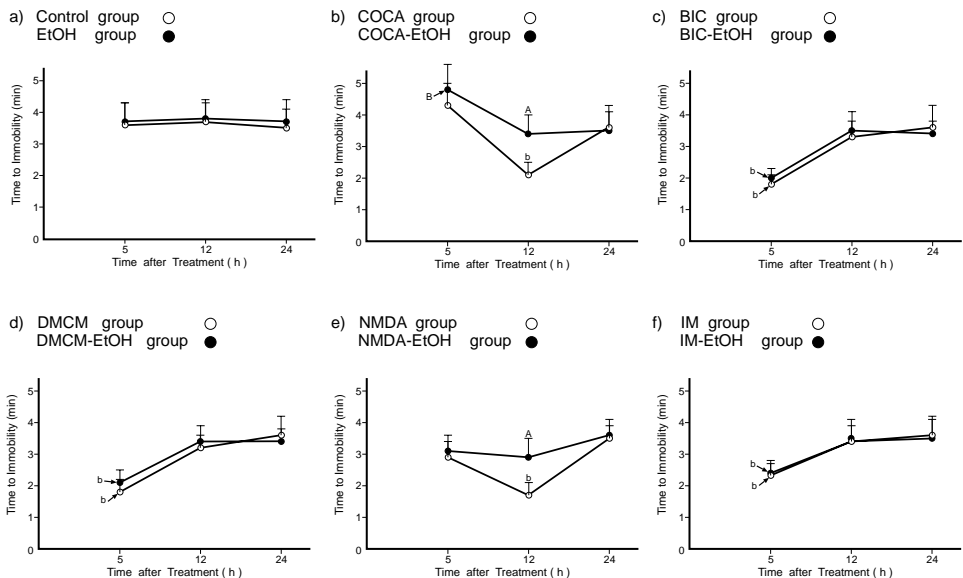 a) Control group ○
EtOH group ●
Time to Immobility (min)
5
4
3
2
1
0
5 12 24
Time after Treatment ( h )
b) COCA group ○
COCA-EtOH group ●
Time to Immobility (min)
5
4
3
2
1
0
B
A
b
5 12 24
Time after Treatment ( h )
c) BIC group ○
BIC-EtOH group ●
Time to Immobility (min)
5
4
3
2
1
0
b
b
5 12 24
Time after Treatment ( h )
d) DMCM group ○
DMCM-EtOH group ●
Time to Immobility (min)
5
4
3
2
1
0
b
b
5 12 24
Time after Treatment ( h )
e) NMDA group ○
NMDA-EtOH group ●
Time to Immobility (min)
5
4
3
2
1
0
A
b
5 12 24
Time after Treatment ( h )
f) IM group ○
IM-EtOH group ●
Time to Immobility (min)
5
4
3
2
1
0
b
b
5 12 24
Time after Treatment ( h )